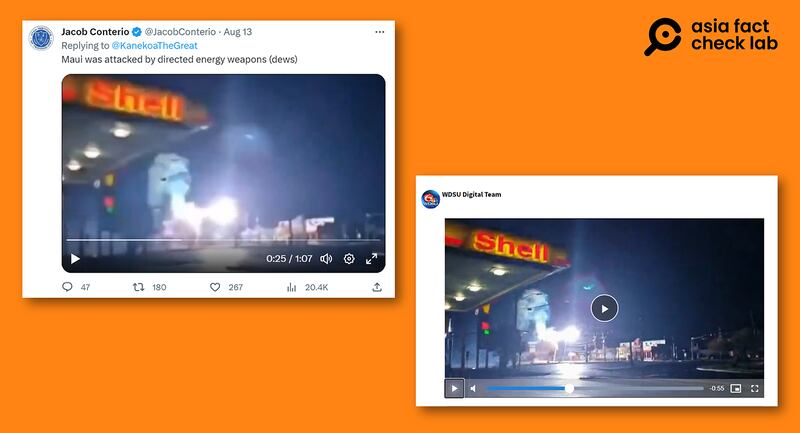 Jacob Conterio @JacobConterio · Aug 13
Replying to @KanekoaTheGreat
Maui was attacked by directed energy weapons (dews)
Shell
0:25 / 1:07
47 180 267 20.4K
asia fact
check lab
WDSU Digital Team
Shell
-0:55